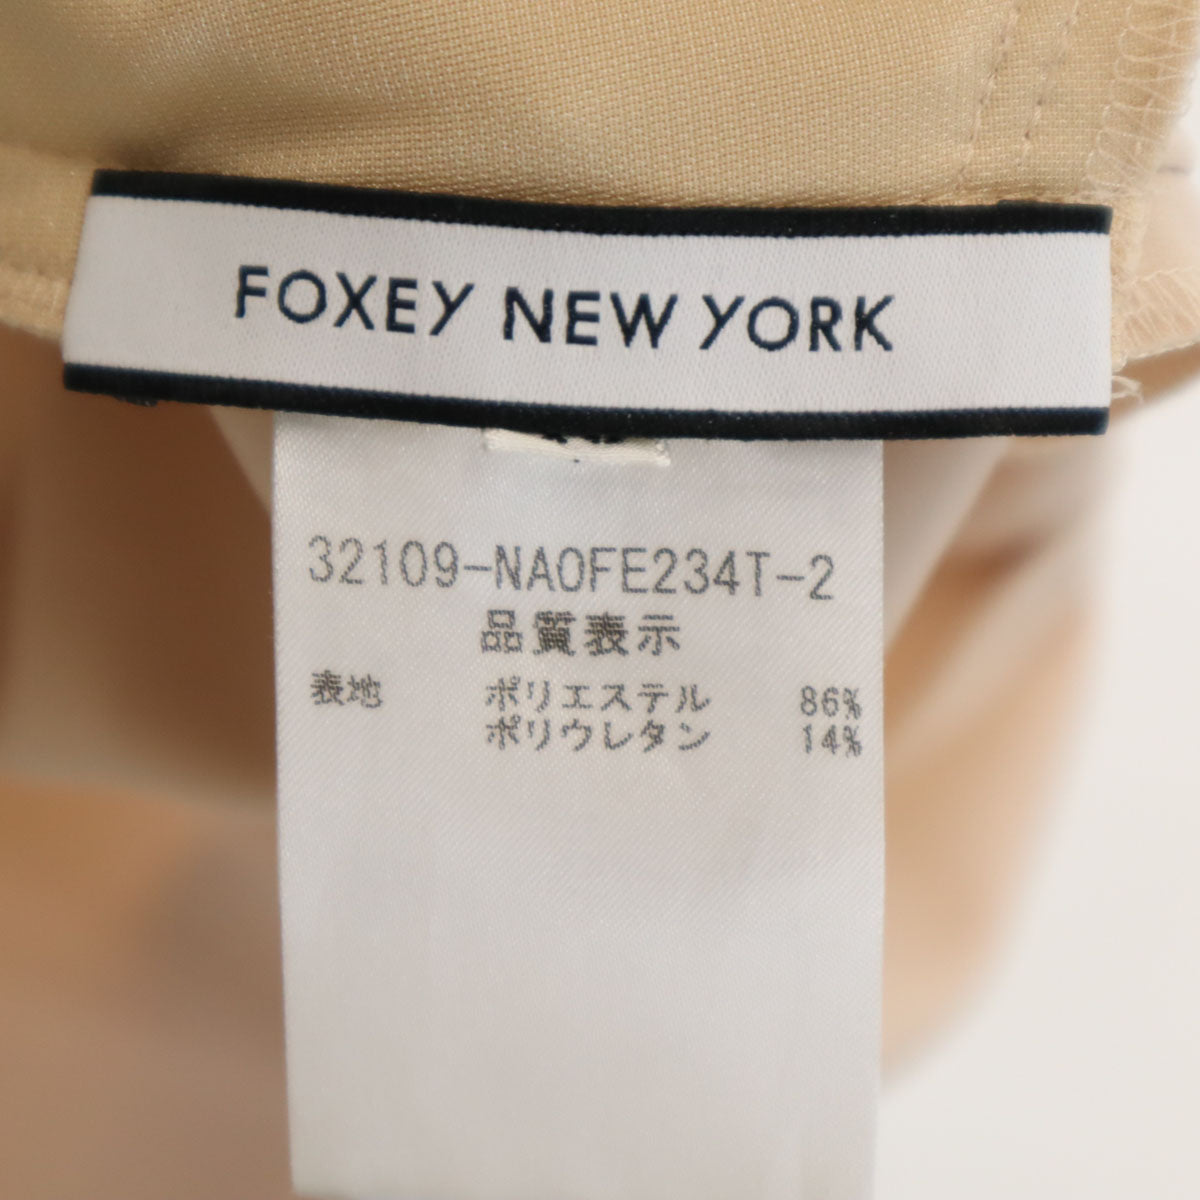 FOXEY NEW YORK
32109-NAOFE234T-2
品質表示
表地 ポリエステル 86%
ポリウレタン 14%